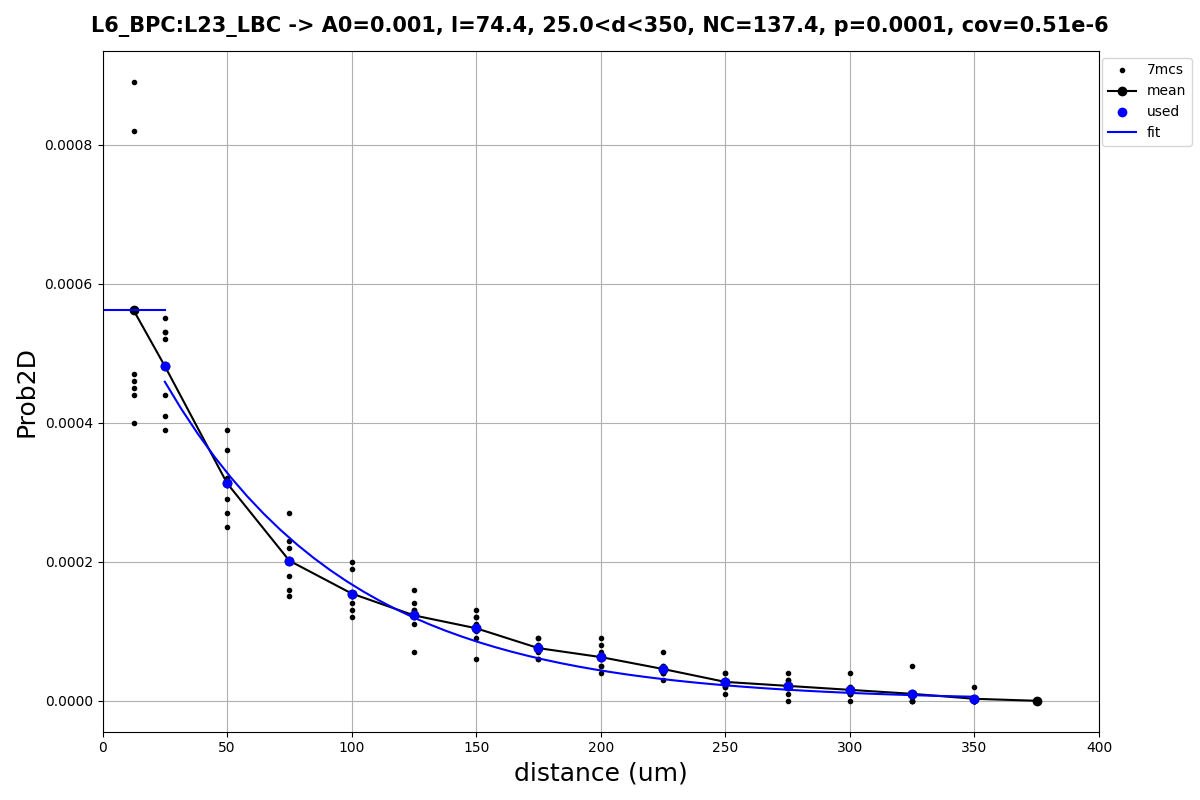 L6_BPC:L23_LBC -> A0=0.001, l=74.4, 25.0<d<350, NC=137.4, p=0.0001, cov=0.51e-6
7mcs
mean
used
fit
Prob2D
0.0008
0.0006
0.0004
0.0002
0.0000
0 50 100 150 200 250 300 350 400
distance (um)